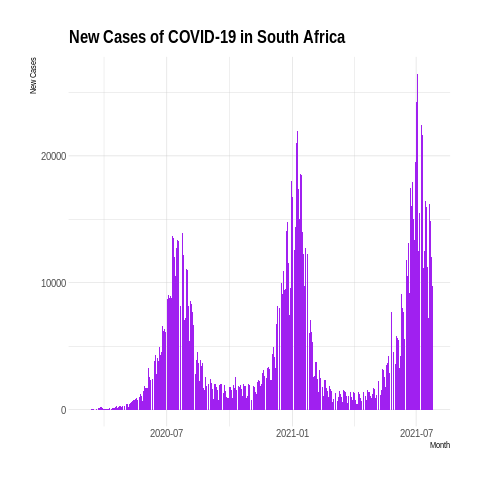 New Cases of COVID-19 in South Africa
New Cases
20000
10000
0
2020-07
2021-01
2021-07
Month